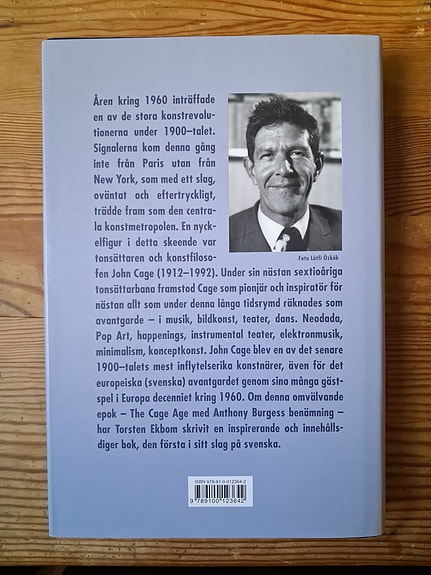 Åren kring 1960 inträffade
en av de stora konstrevolu-
tionerna under 1900–talet.
Signalerna kom denna gång
inte från Paris utan från
New York, som med ett slag,
oväntat och eftertryckligt,
trädde fram som den centra-
la konstmetropolen. En nyc-
kelfigur i detta skeende var
tonsättaren och konstfiloso-
Foto Lütfi Özkök
fen John Cage (1912–1992). Under sin nästan sextioåriga
tonsättarbana framstod Cage som pionjär och inspiratör för
nästan allt som under denna långa tidsrymd räknades som
avantgarde – i musik, bildkonst, teater, dans. Neodada,
Pop Art, happenings, instrumental teater, elektronmusik,
minimalism, konceptkonst. John Cage blev en av det senare
1900–talets mest inflytelserika konstnärer, även för det
europeiska (svenska) avantgardet genom sina många gäst-
spel i Europa decenniet kring 1960. Om denna omvälvande
epok – The Cage Age med Anthony Burgess benämning –
har Torsten Ekbom skrivit en inspirerande och innehålls-
diger bok, den första i sitt slag på svenska.
ISBN 978-91-0-012364-2
9 789100 123642